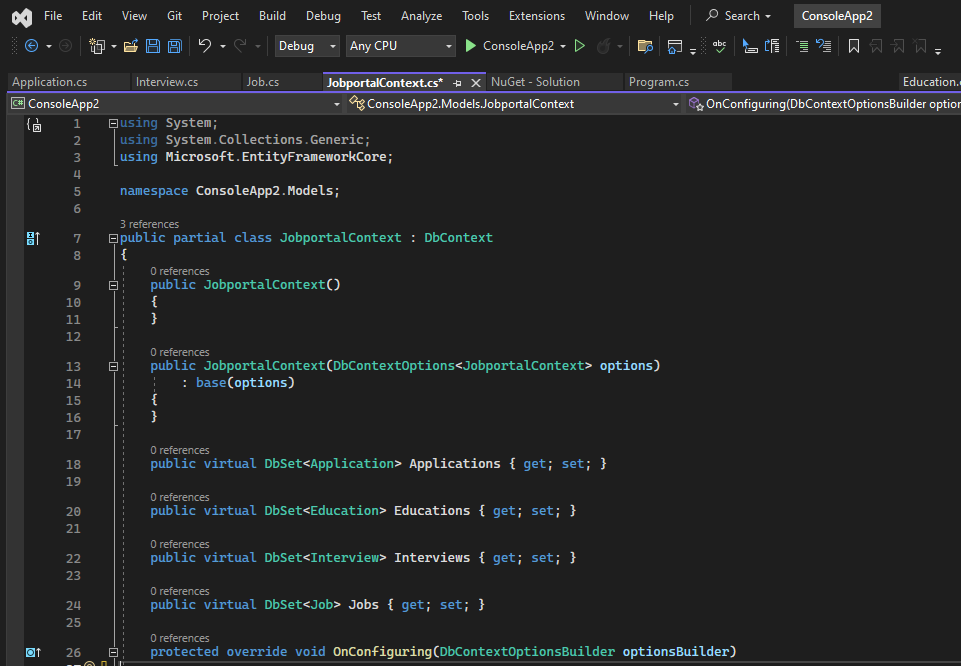 File Edit View Git Project Build Debug Test Analyze Tools Extensions Window Help Search ConsoleApp2
Debug Any CPU ConsoleApp2 abc
Application.cs Interview.cs Job.cs JobportalContext.cs* NuGet - Solution Program.cs Education.
C# ConsoleApp2 ConsoleApp2.Models.JobportalContext OnConfiguring(DbContextOptionsBuilder option
1 using System;
2 using System.Collections.Generic;
3 using Microsoft.EntityFrameworkCore;
4
5 namespace ConsoleApp2.Models;
6
3 references
7 public partial class JobportalContext : DbContext
8 {
0 references
9 public JobportalContext()
10 {
11 }
12
0 references
13 public JobportalContext(DbContextOptions<JobportalContext> options)
14 : base(options)
15 {
16 }
17
0 references
18 public virtual DbSet<Application> Applications { get; set; }
19
0 references
20 public virtual DbSet<Education> Educations { get; set; }
21
0 references
22 public virtual DbSet<Interview> Interviews { get; set; }
23
0 references
24 public virtual DbSet<Job> Jobs { get; set; }
25
0 references
26 protected override void OnConfiguring(DbContextOptionsBuilder optionsBuilder)